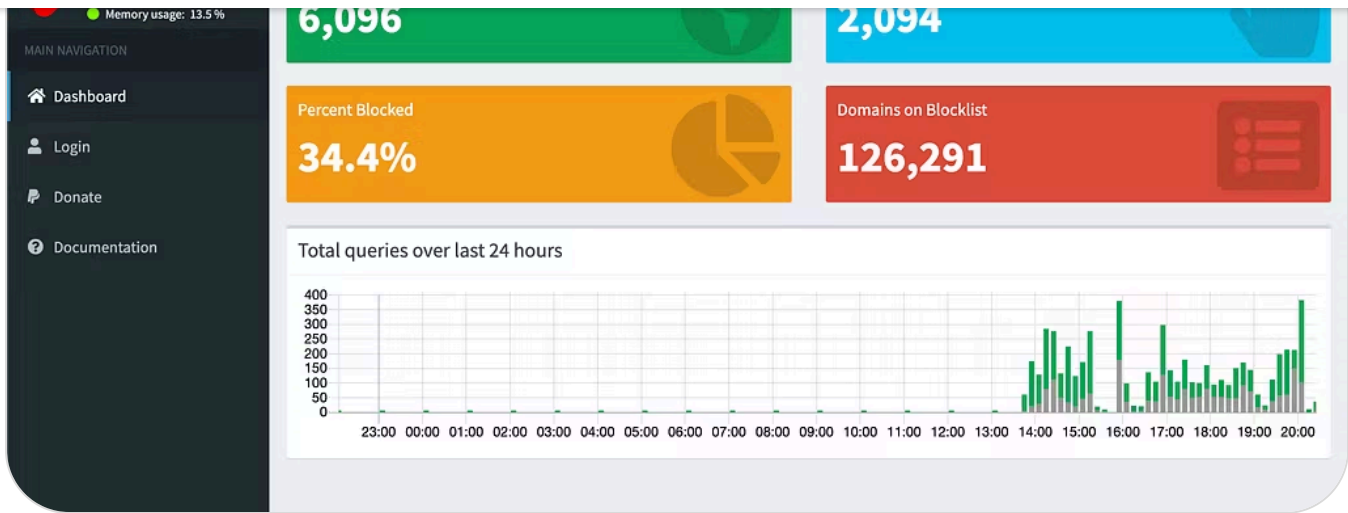 Memory usage: 13.5 %
6,096
2,094
MAIN NAVIGATION
Dashboard
Login
Donate
Documentation
Percent Blocked
34.4%
Domains on Blocklist
126,291
Total queries over last 24 hours
400
350
300
250
200
150
100
50
0
23:00 00:00 01:00 02:00 03:00 04:00 05:00 06:00 07:00 08:00 09:00 10:00 11:00 12:00 13:00 14:00 15:00 16:00 17:00 18:00 19:00 20:00